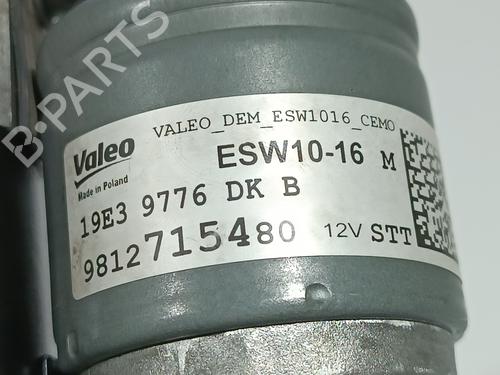 VALEO_DEM_ESW1016_CEMO
Valeo
ESW10-16 M
Made in Poland
19E3 9776 DK B
9812715480
12V STT
B-PARTS